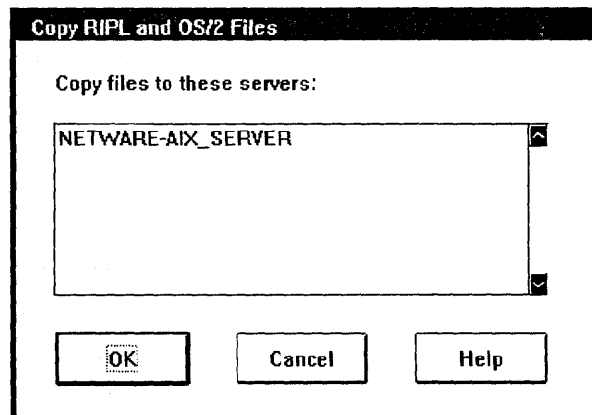 Copy RIPL and OS/2 Files
Copy files to these servers:
NETWARE-AIX_SERVER
OK
Cancel
Help